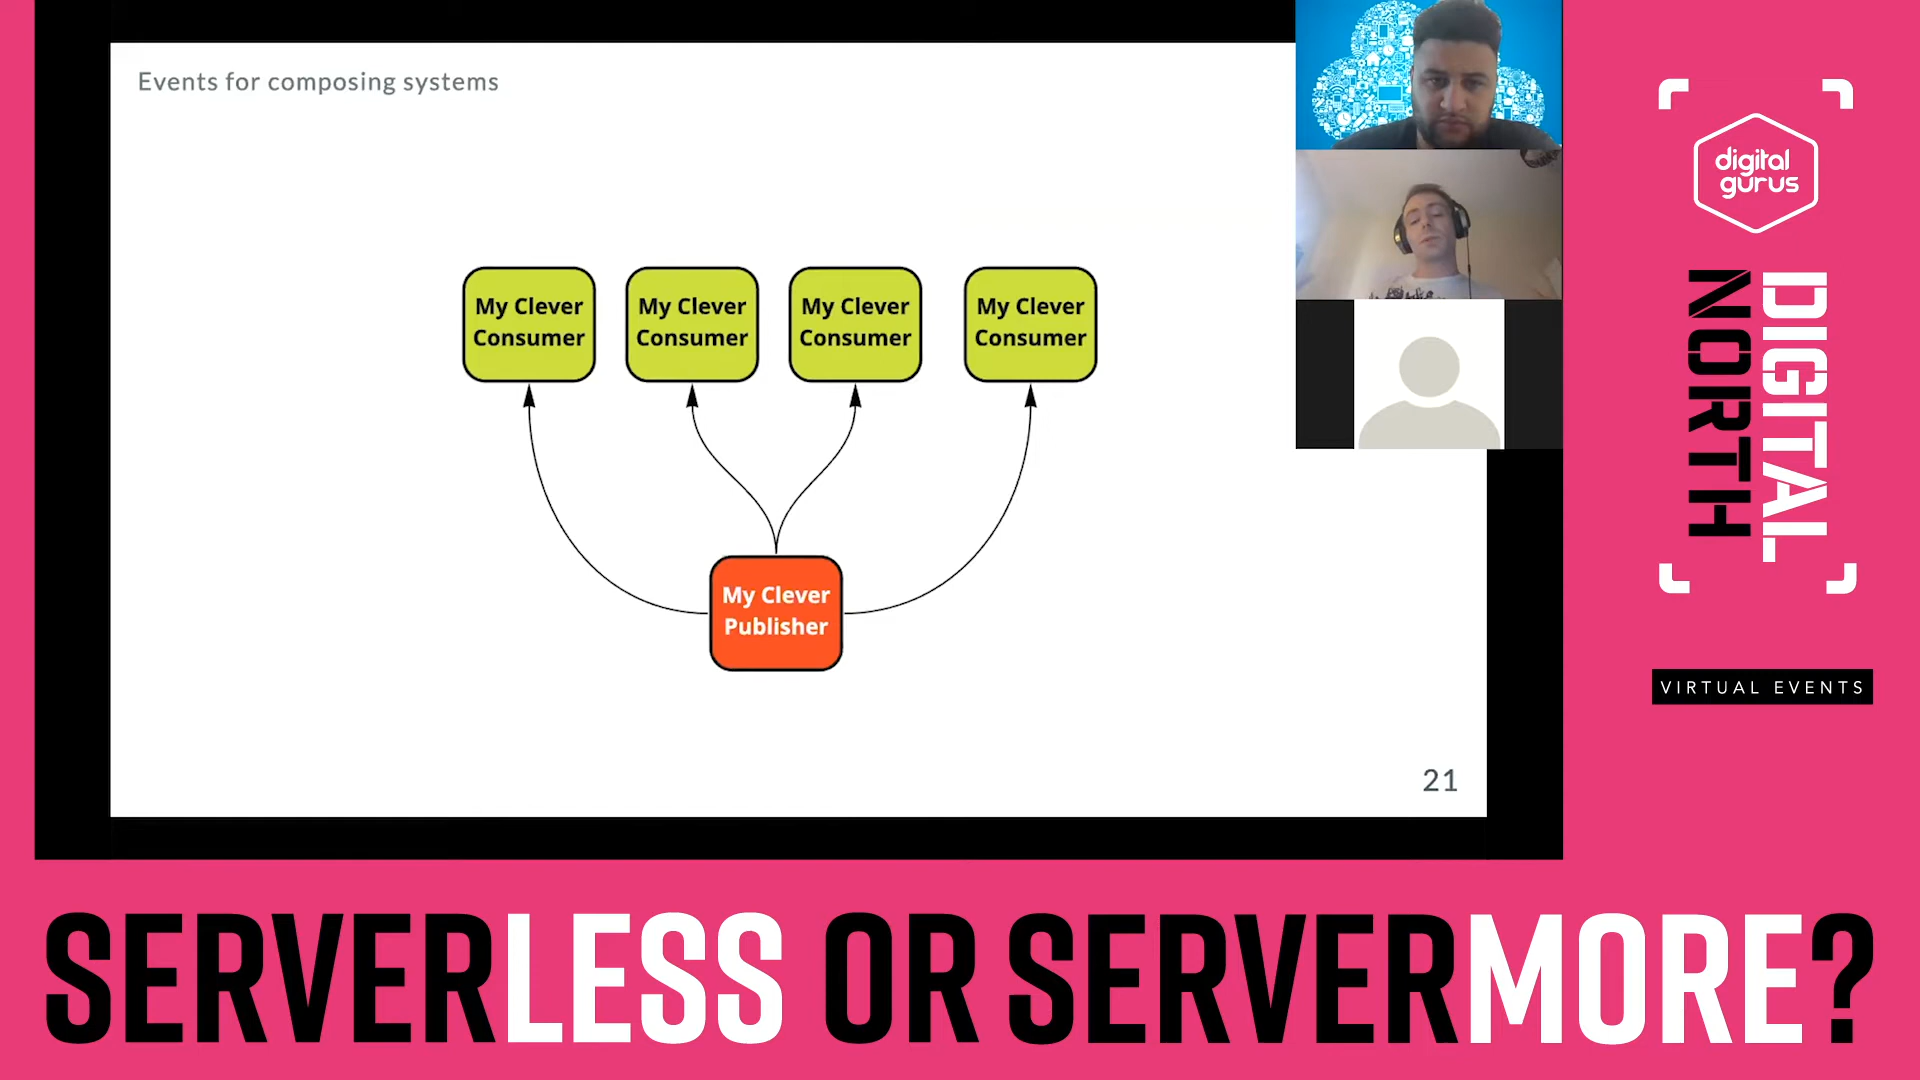 Events for composing systems
My Clever
Consumer
My Clever
Consumer
My Clever
Consumer
My Clever
Consumer
My Clever
Publisher
21
digital
gurus
DIGITAL
NORTH
VIRTUAL EVENTS
SERVERLESS OR SERVERMORE?